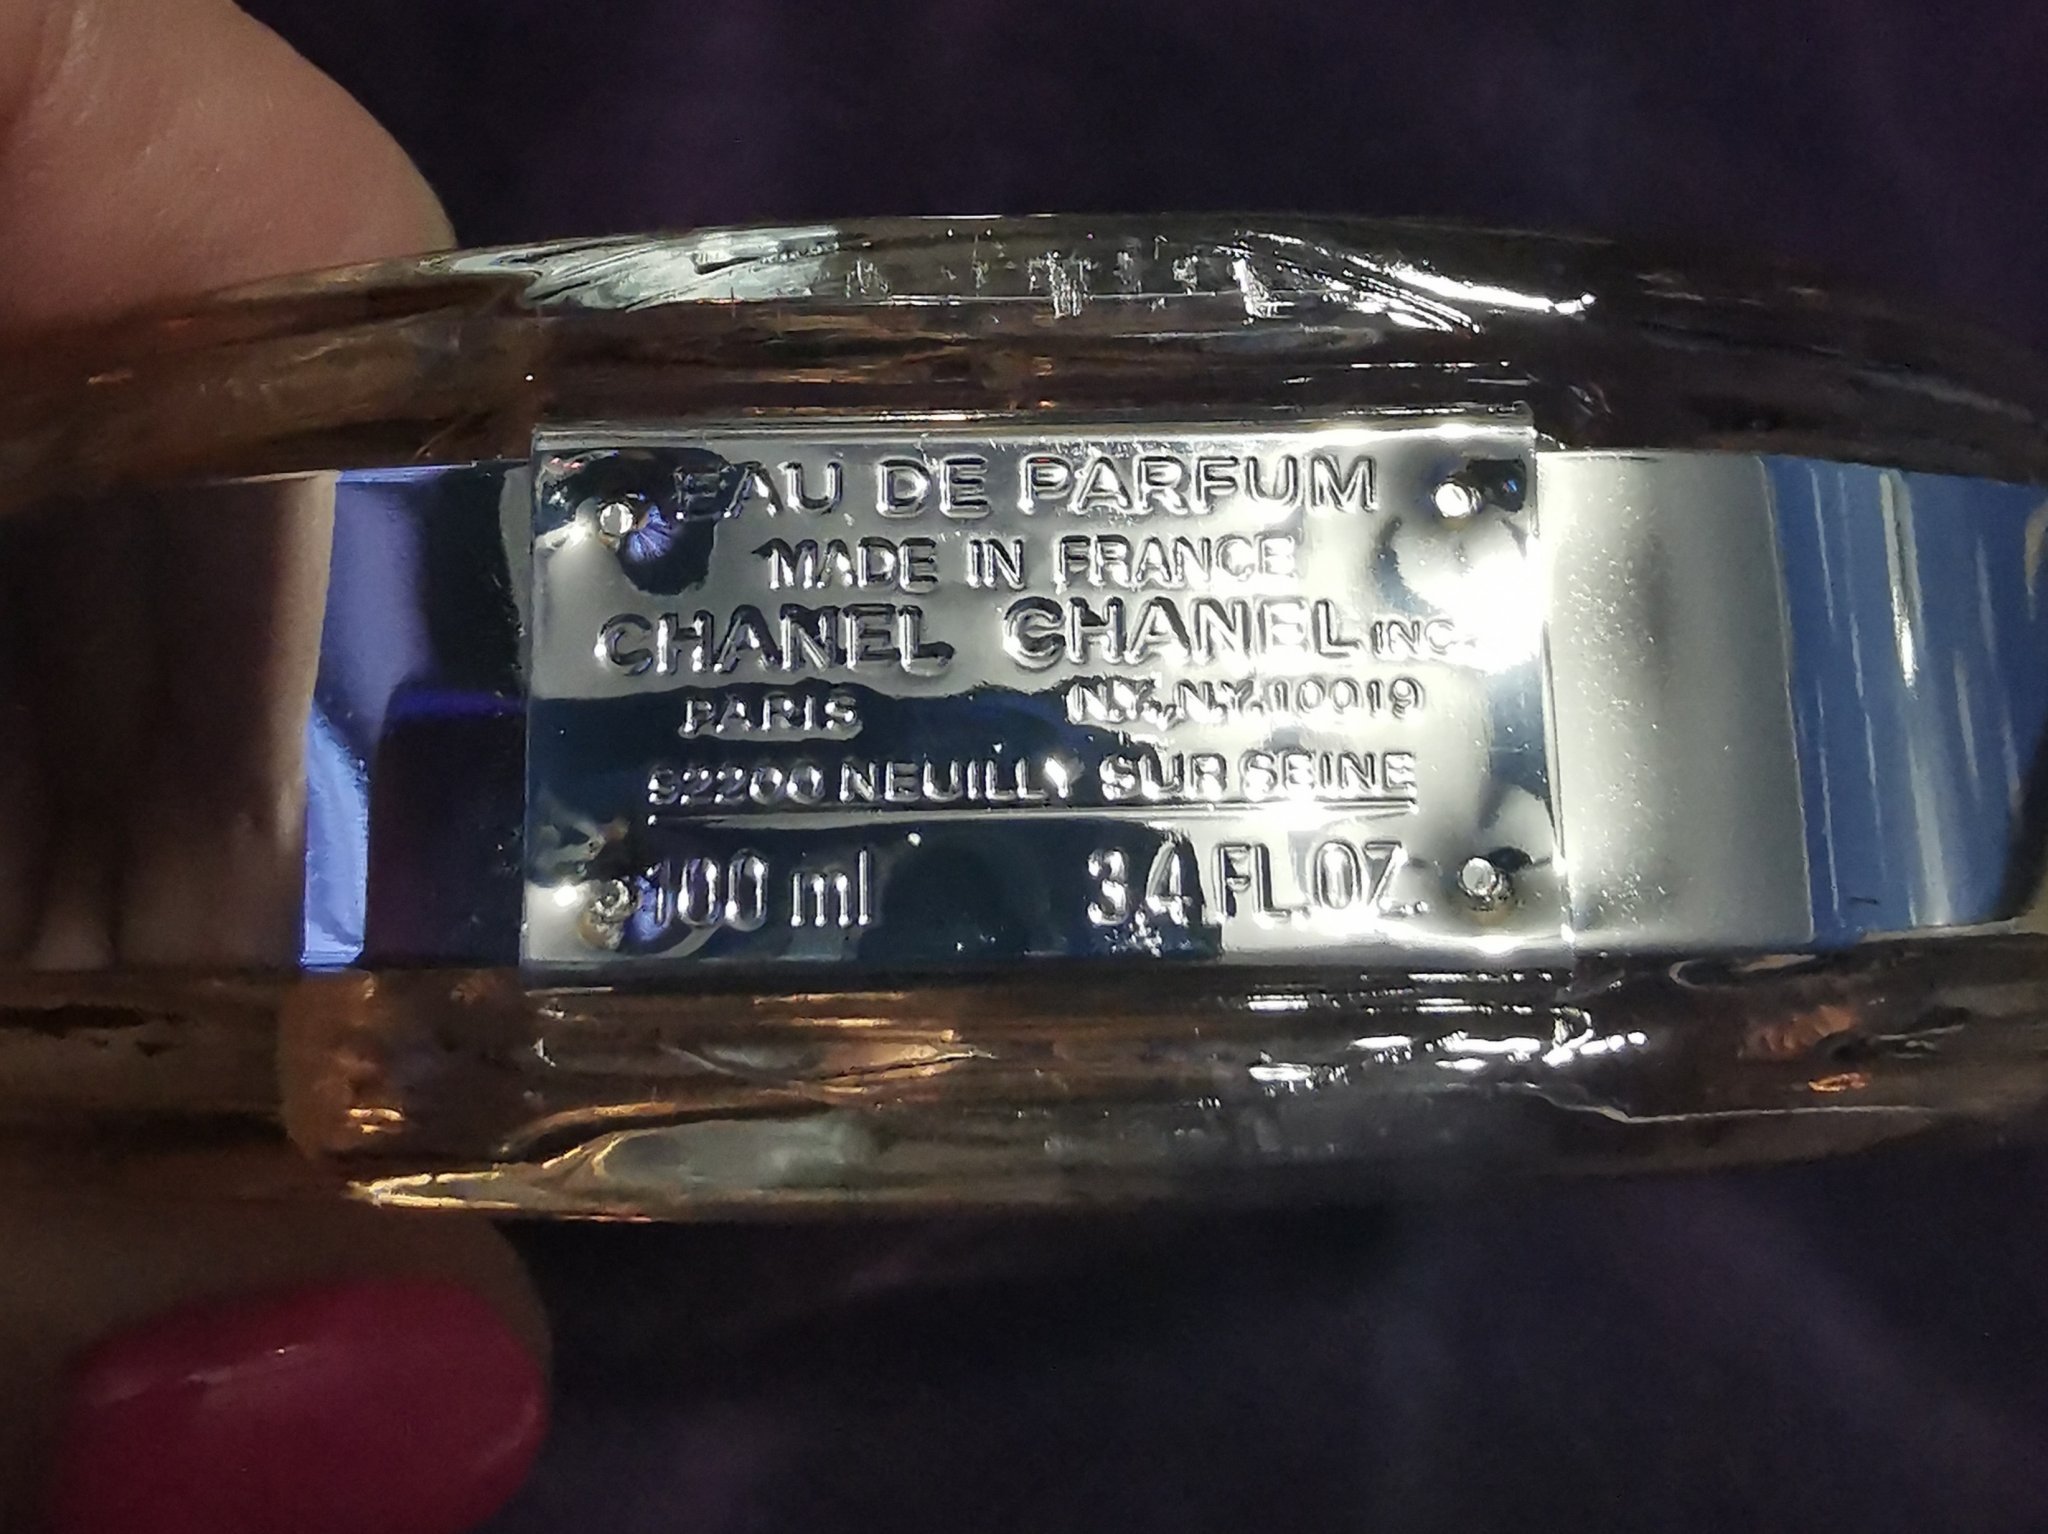 EAU DE PARFUM
MADE IN FRANCE
CHANEL CHANEL INC.
PARIS N.Y., N.Y. 10019
92200 NEUILLY SUR SEINE
100 ml 3.4 FL.OZ.